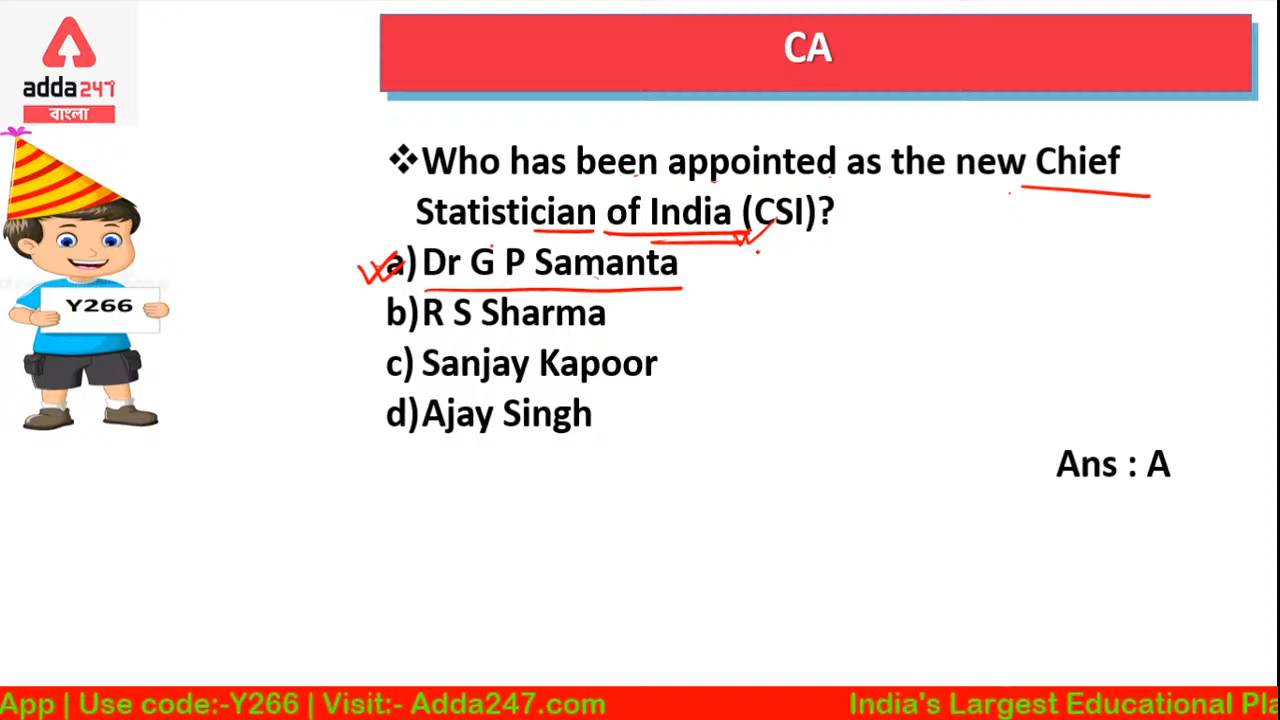 adda247
বাংলা
CA
Y266
❖Who has been appointed as the new Chief
Statistician of India (CSI)?
a) Dr G P Samanta
b) R S Sharma
c) Sanjay Kapoor
d) Ajay Singh
Ans : A
App | Use code:-Y266 | Visit:- Adda247.com
India's Largest Educational Pla